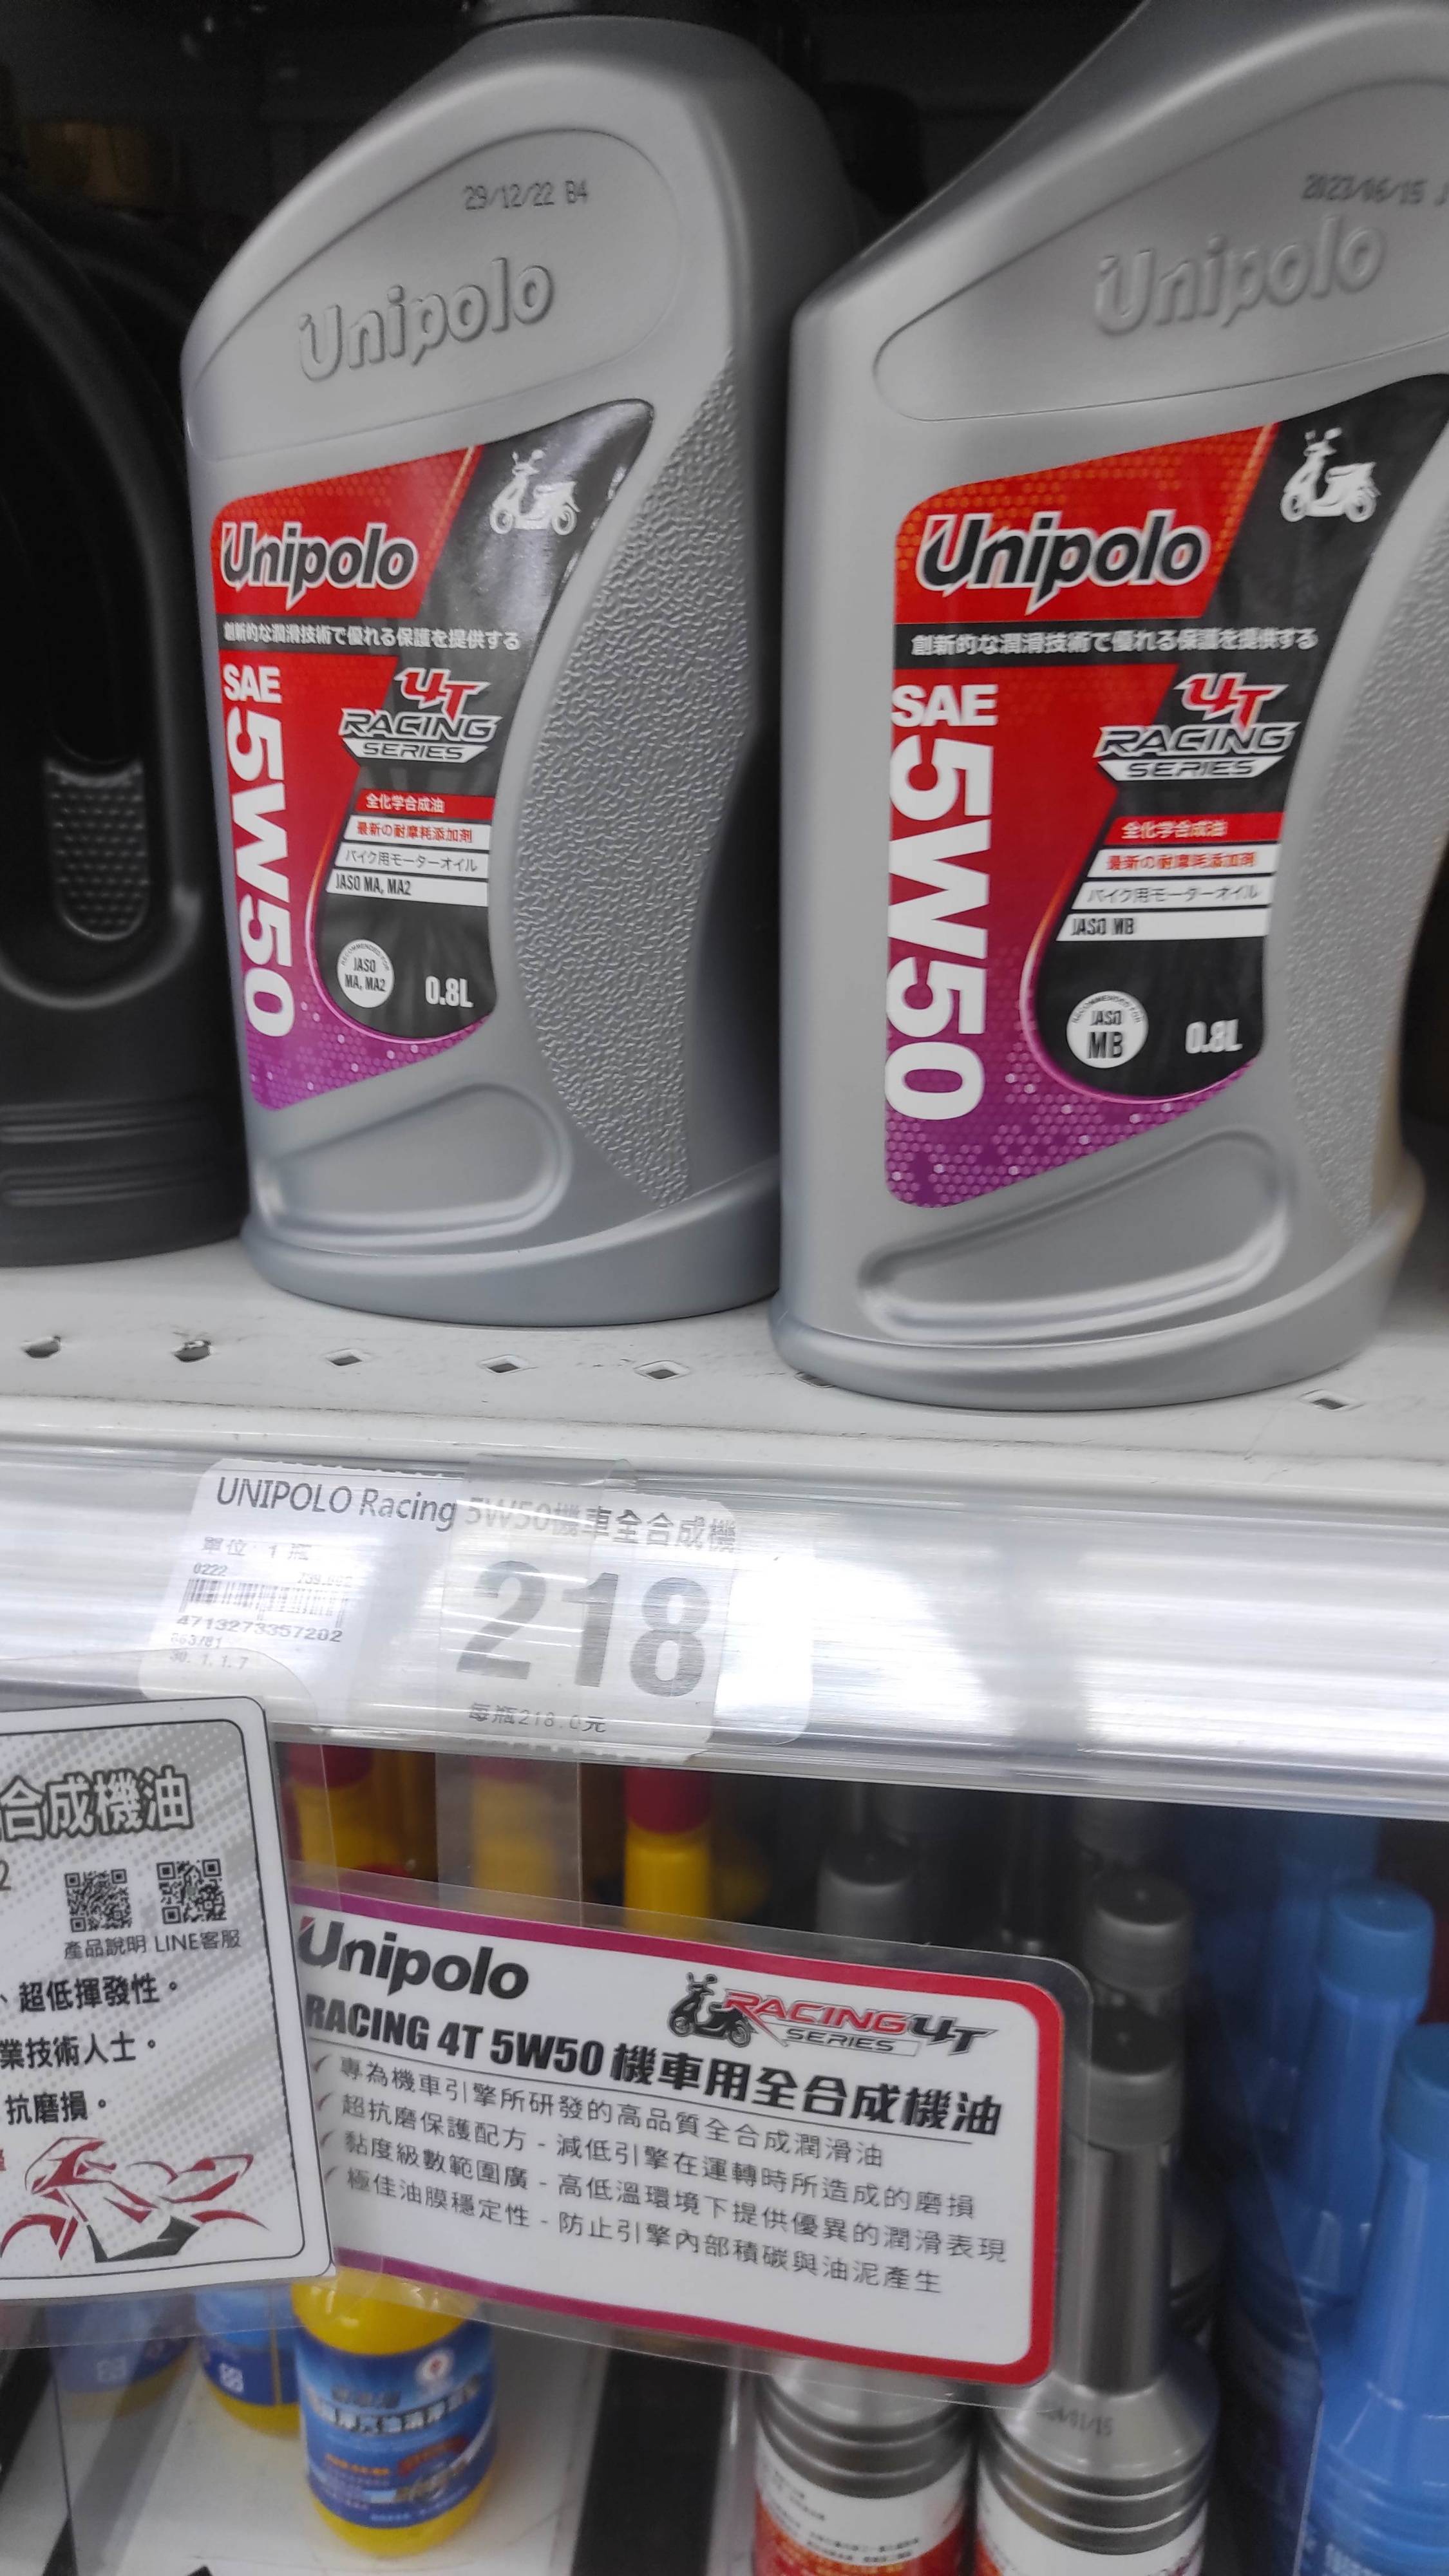 29/12/22 B4
Unipolo
Unipolo
創新的な潤滑技術で優れる保護を提供する
SAE
5W50
4T
RACING
SERIES
全化学合成油
最新の耐摩耗添加剤
バイク用モーターオイル
JASO MA, MA2
RECOMMENDED FOR
JASO
MA, MA2
0.8L
2023/06/15
Unipolo
Unipolo
創新的な潤滑技術で優れる保護を提供する
SAE
5W50
4T
RACING
SERIES
全化学合成油
最新の耐摩耗添加剤
バイク用モーターオイル
JASO MB
RECOMMENDED FOR
JASO
MB
0.8L
UNIPOLO Racing 5W50機車全合成機
單位 1 瓶
0222
4713273357202
30.1.1.7
218
每瓶218.0元
合成機油
2
產品說明 LINE客服
、超低揮發性。
業技術人士。
抗磨損。
Unipolo
RACING 4T
SERIES
RACING 4T 5W50 機車用全合成機油
✓ 專為機車引擎所研發的高品質全合成潤滑油
✓ 超抗磨保護配方 - 減低引擎在運轉時所造成的磨損
✓ 黏度級數範圍廣 - 高低溫環境下提供優異的潤滑表現
✓ 極佳油膜穩定性 - 防止引擎內部積碳與油泥產生